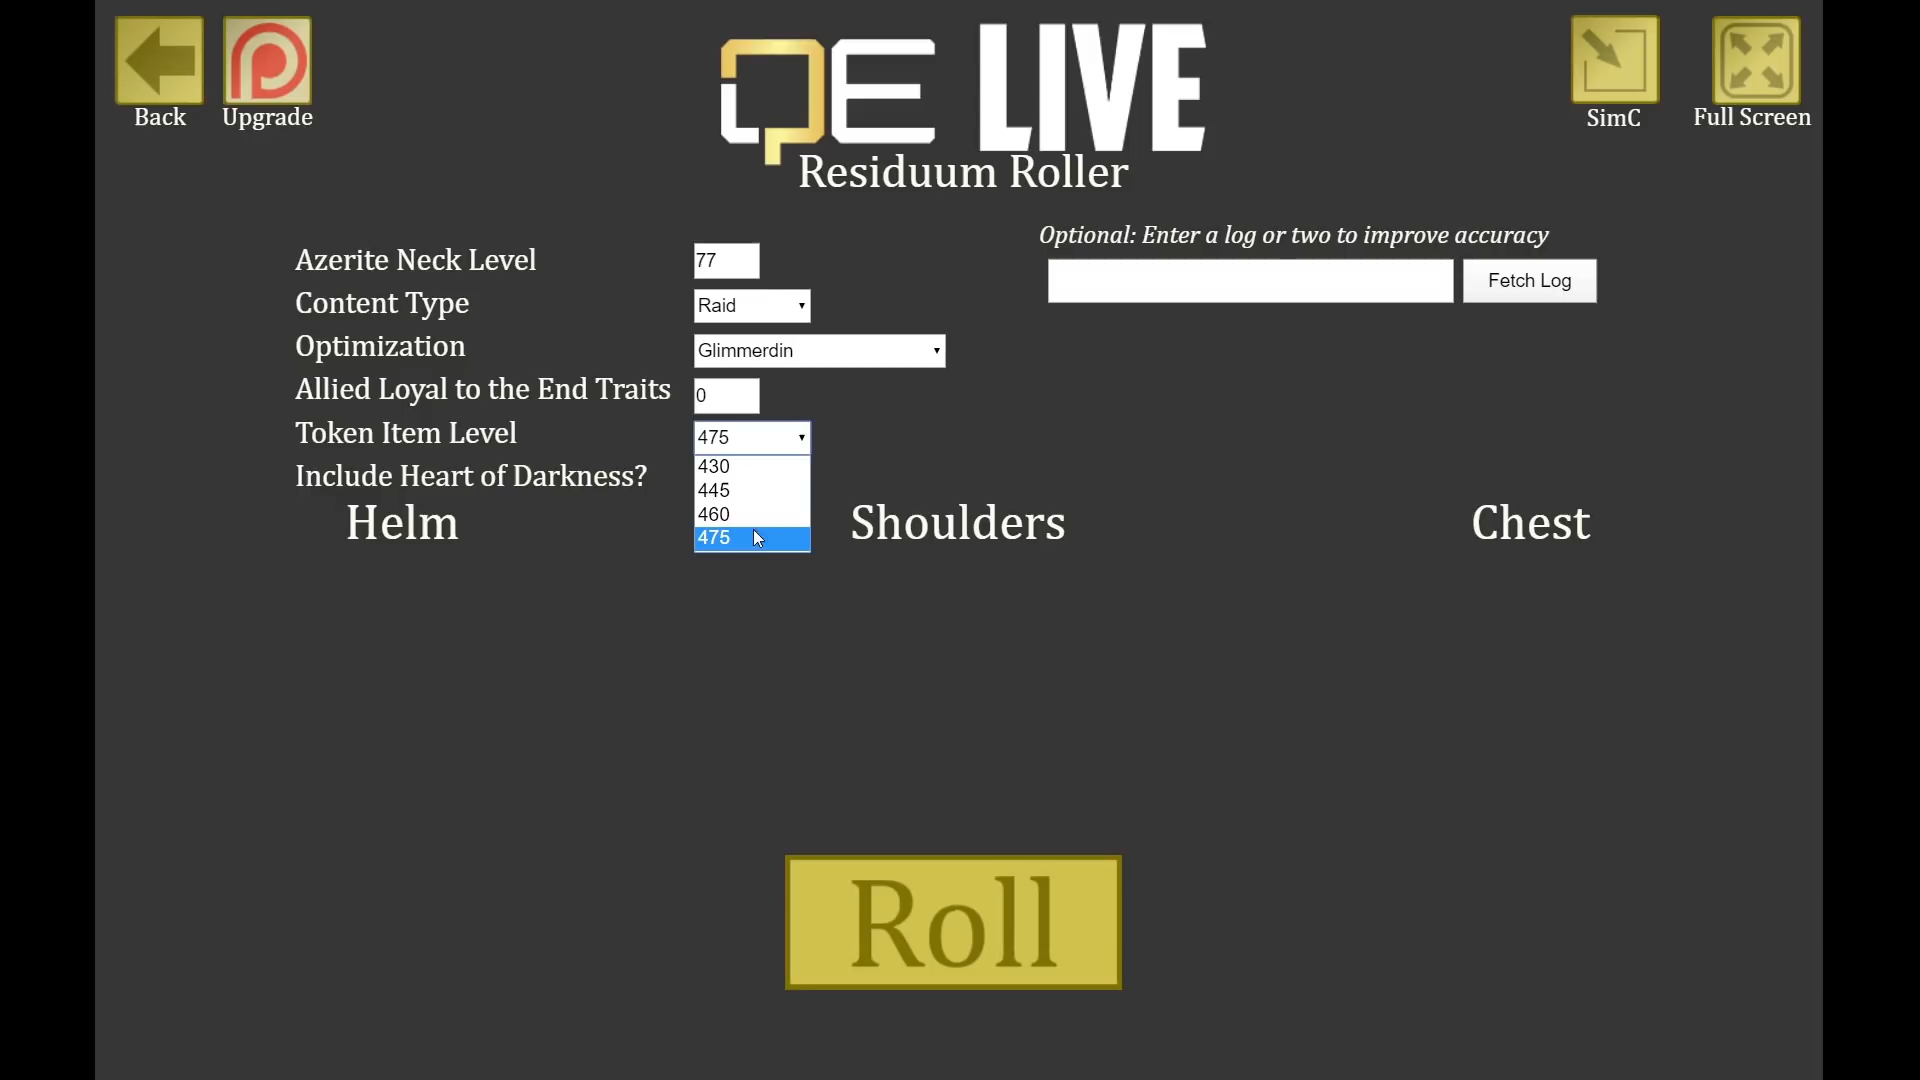 Back
Upgrade
QE LIVE
Residuum Roller
SimC
Full Screen
Optional: Enter a log or two to improve accuracy
Fetch Log
Azerite Neck Level 77
Content Type Raid
Optimization Glimmerdin
Allied Loyal to the End Traits 0
Token Item Level 475
430
445
460
475
Include Heart of Darkness?
Helm
Shoulders
Chest
Roll